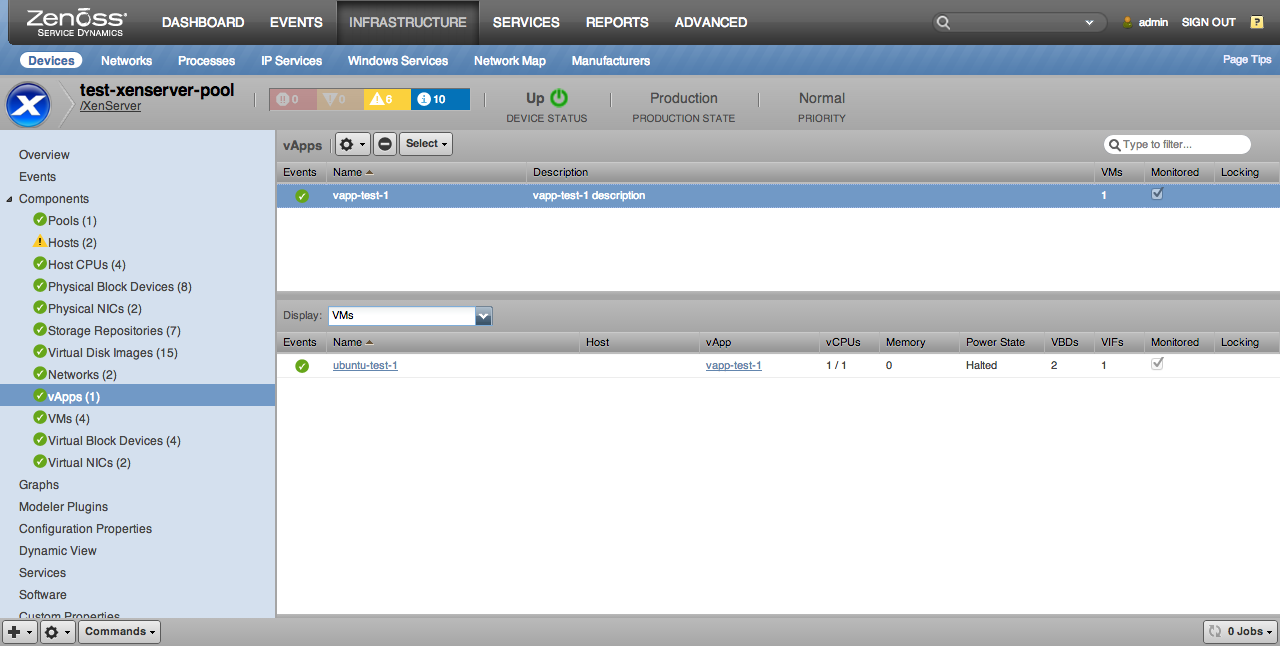 Zenoss
SERVICE DYNAMICS
DASHBOARD EVENTS INFRASTRUCTURE SERVICES REPORTS ADVANCED
admin SIGN OUT ?
Devices Networks Processes IP Services Windows Services Network Map Manufacturers Page Tips
test-xenserver-pool
/XenServer
0 0 6 10
Up
DEVICE STATUS
Production
PRODUCTION STATE
Normal
PRIORITY
Overview
Events
Components
Pools (1)
Hosts (2)
Host CPUs (4)
Physical Block Devices (8)
Physical NICs (2)
Storage Repositories (7)
Virtual Disk Images (15)
Networks (2)
vApps (1)
VMs (4)
Virtual Block Devices (4)
Virtual NICs (2)
Graphs
Modeler Plugins
Configuration Properties
Dynamic View
Services
Software
Custom Properties
vApps Select Type to filter...
Events Name Description VMs Monitored Locking
vapp-test-1 vapp-test-1 description 1
Display: VMs
Events Name Host vApp vCPUs Memory Power State VBDs VIFs Monitored Locking
ubuntu-test-1 vapp-test-1 1 / 1 0 Halted 2 1
Commands 0 Jobs